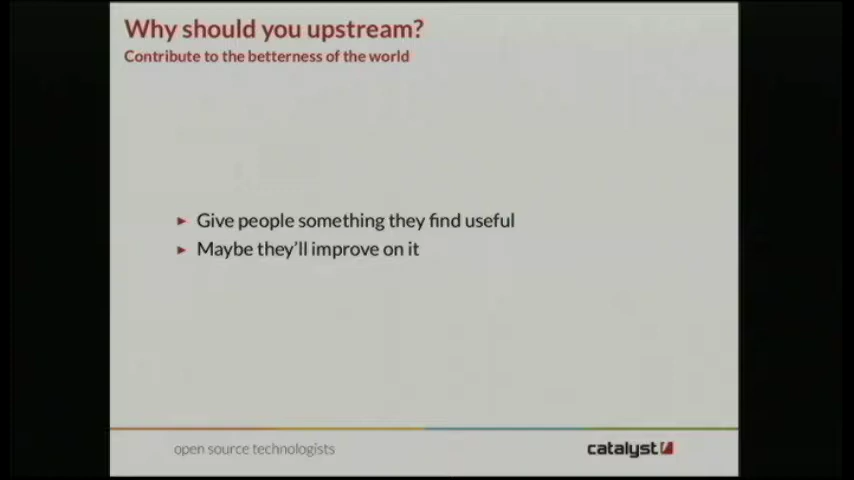 Why should you upstream?
Contribute to the betterness of the world
Give people something they find useful
Maybe they'll improve on it
open source technologists
catalyst